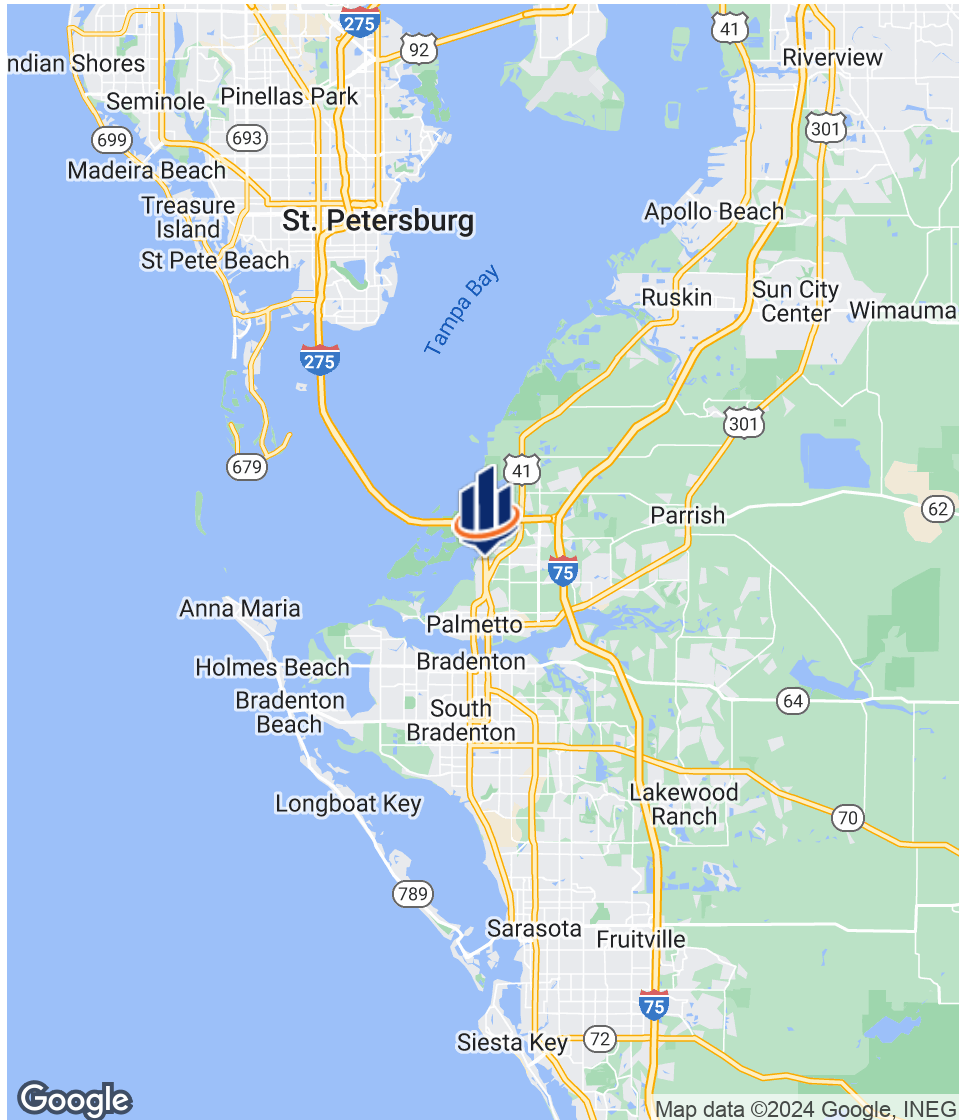 275
92
41
Riverview
ndian Shores
Seminole
Pinellas Park
699
693
301
Madeira Beach
Treasure
Island
St. Petersburg
Apollo Beach
St Pete Beach
Tampa Bay
Ruskin
Sun City
Center
Wimauma
275
301
679
41
62
Parrish
75
Anna Maria
Palmetto
Holmes Beach
Bradenton
Bradenton
Beach
64
South
Bradenton
Longboat Key
Lakewood
Ranch
70
789
Sarasota
Fruitville
75
Siesta Key
72
Google
Map data ©2024 Google, INEG